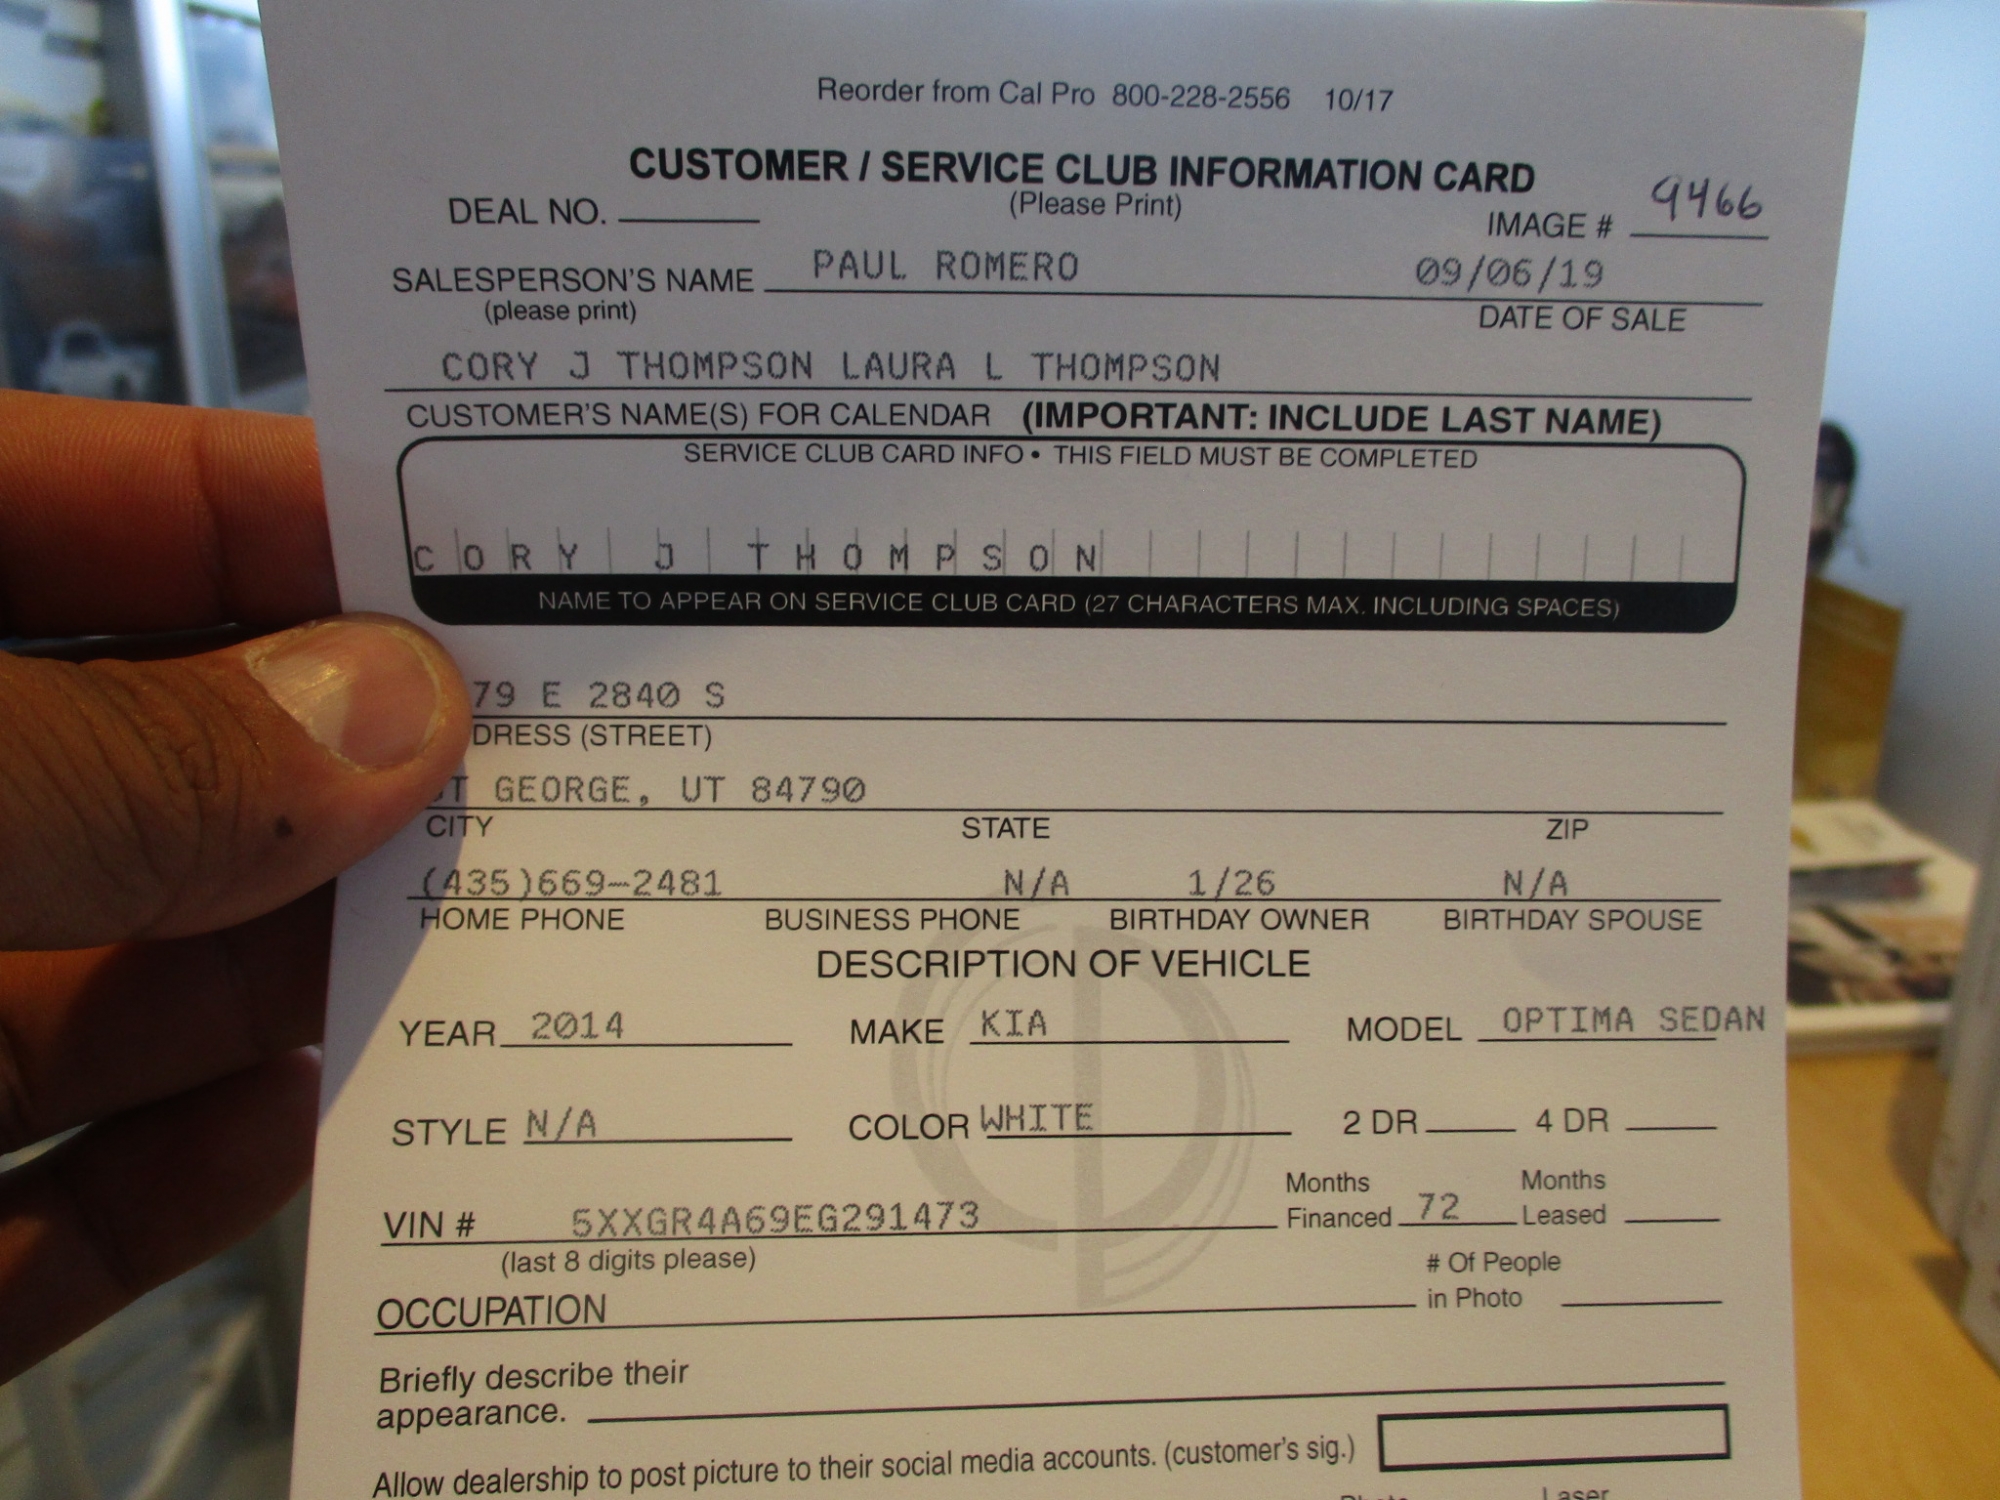 Reorder from Cal Pro 800-228-2556 10/17
CUSTOMER / SERVICE CLUB INFORMATION CARD
(Please Print)
DEAL NO. IMAGE # 9466
SALESPERSON'S NAME PAUL ROMERO 09/06/19
(please print) DATE OF SALE
CORY J THOMPSON LAURA L THOMPSON
CUSTOMER'S NAME(S) FOR CALENDAR (IMPORTANT: INCLUDE LAST NAME)
SERVICE CLUB CARD INFO • THIS FIELD MUST BE COMPLETED
CORY J THOMPSON
NAME TO APPEAR ON SERVICE CLUB CARD (27 CHARACTERS MAX. INCLUDING SPACES)
79 E 2840 S
DRESS (STREET)
ST GEORGE, UT 84790
CITY STATE ZIP
(435)669-2481 N/A 1/26 N/A
HOME PHONE BUSINESS PHONE BIRTHDAY OWNER BIRTHDAY SPOUSE
DESCRIPTION OF VEHICLE
YEAR 2014 MAKE KIA MODEL OPTIMA SEDAN
STYLE N/A COLOR WHITE 2 DR 4 DR
Months Months
VIN # 5XXGR4A69EG291473 Financed 72 Leased
(last 8 digits please) # Of People
OCCUPATION in Photo
Briefly describe their
appearance.
Allow dealership to post picture to their social media accounts. (customer's sig.)
Laser